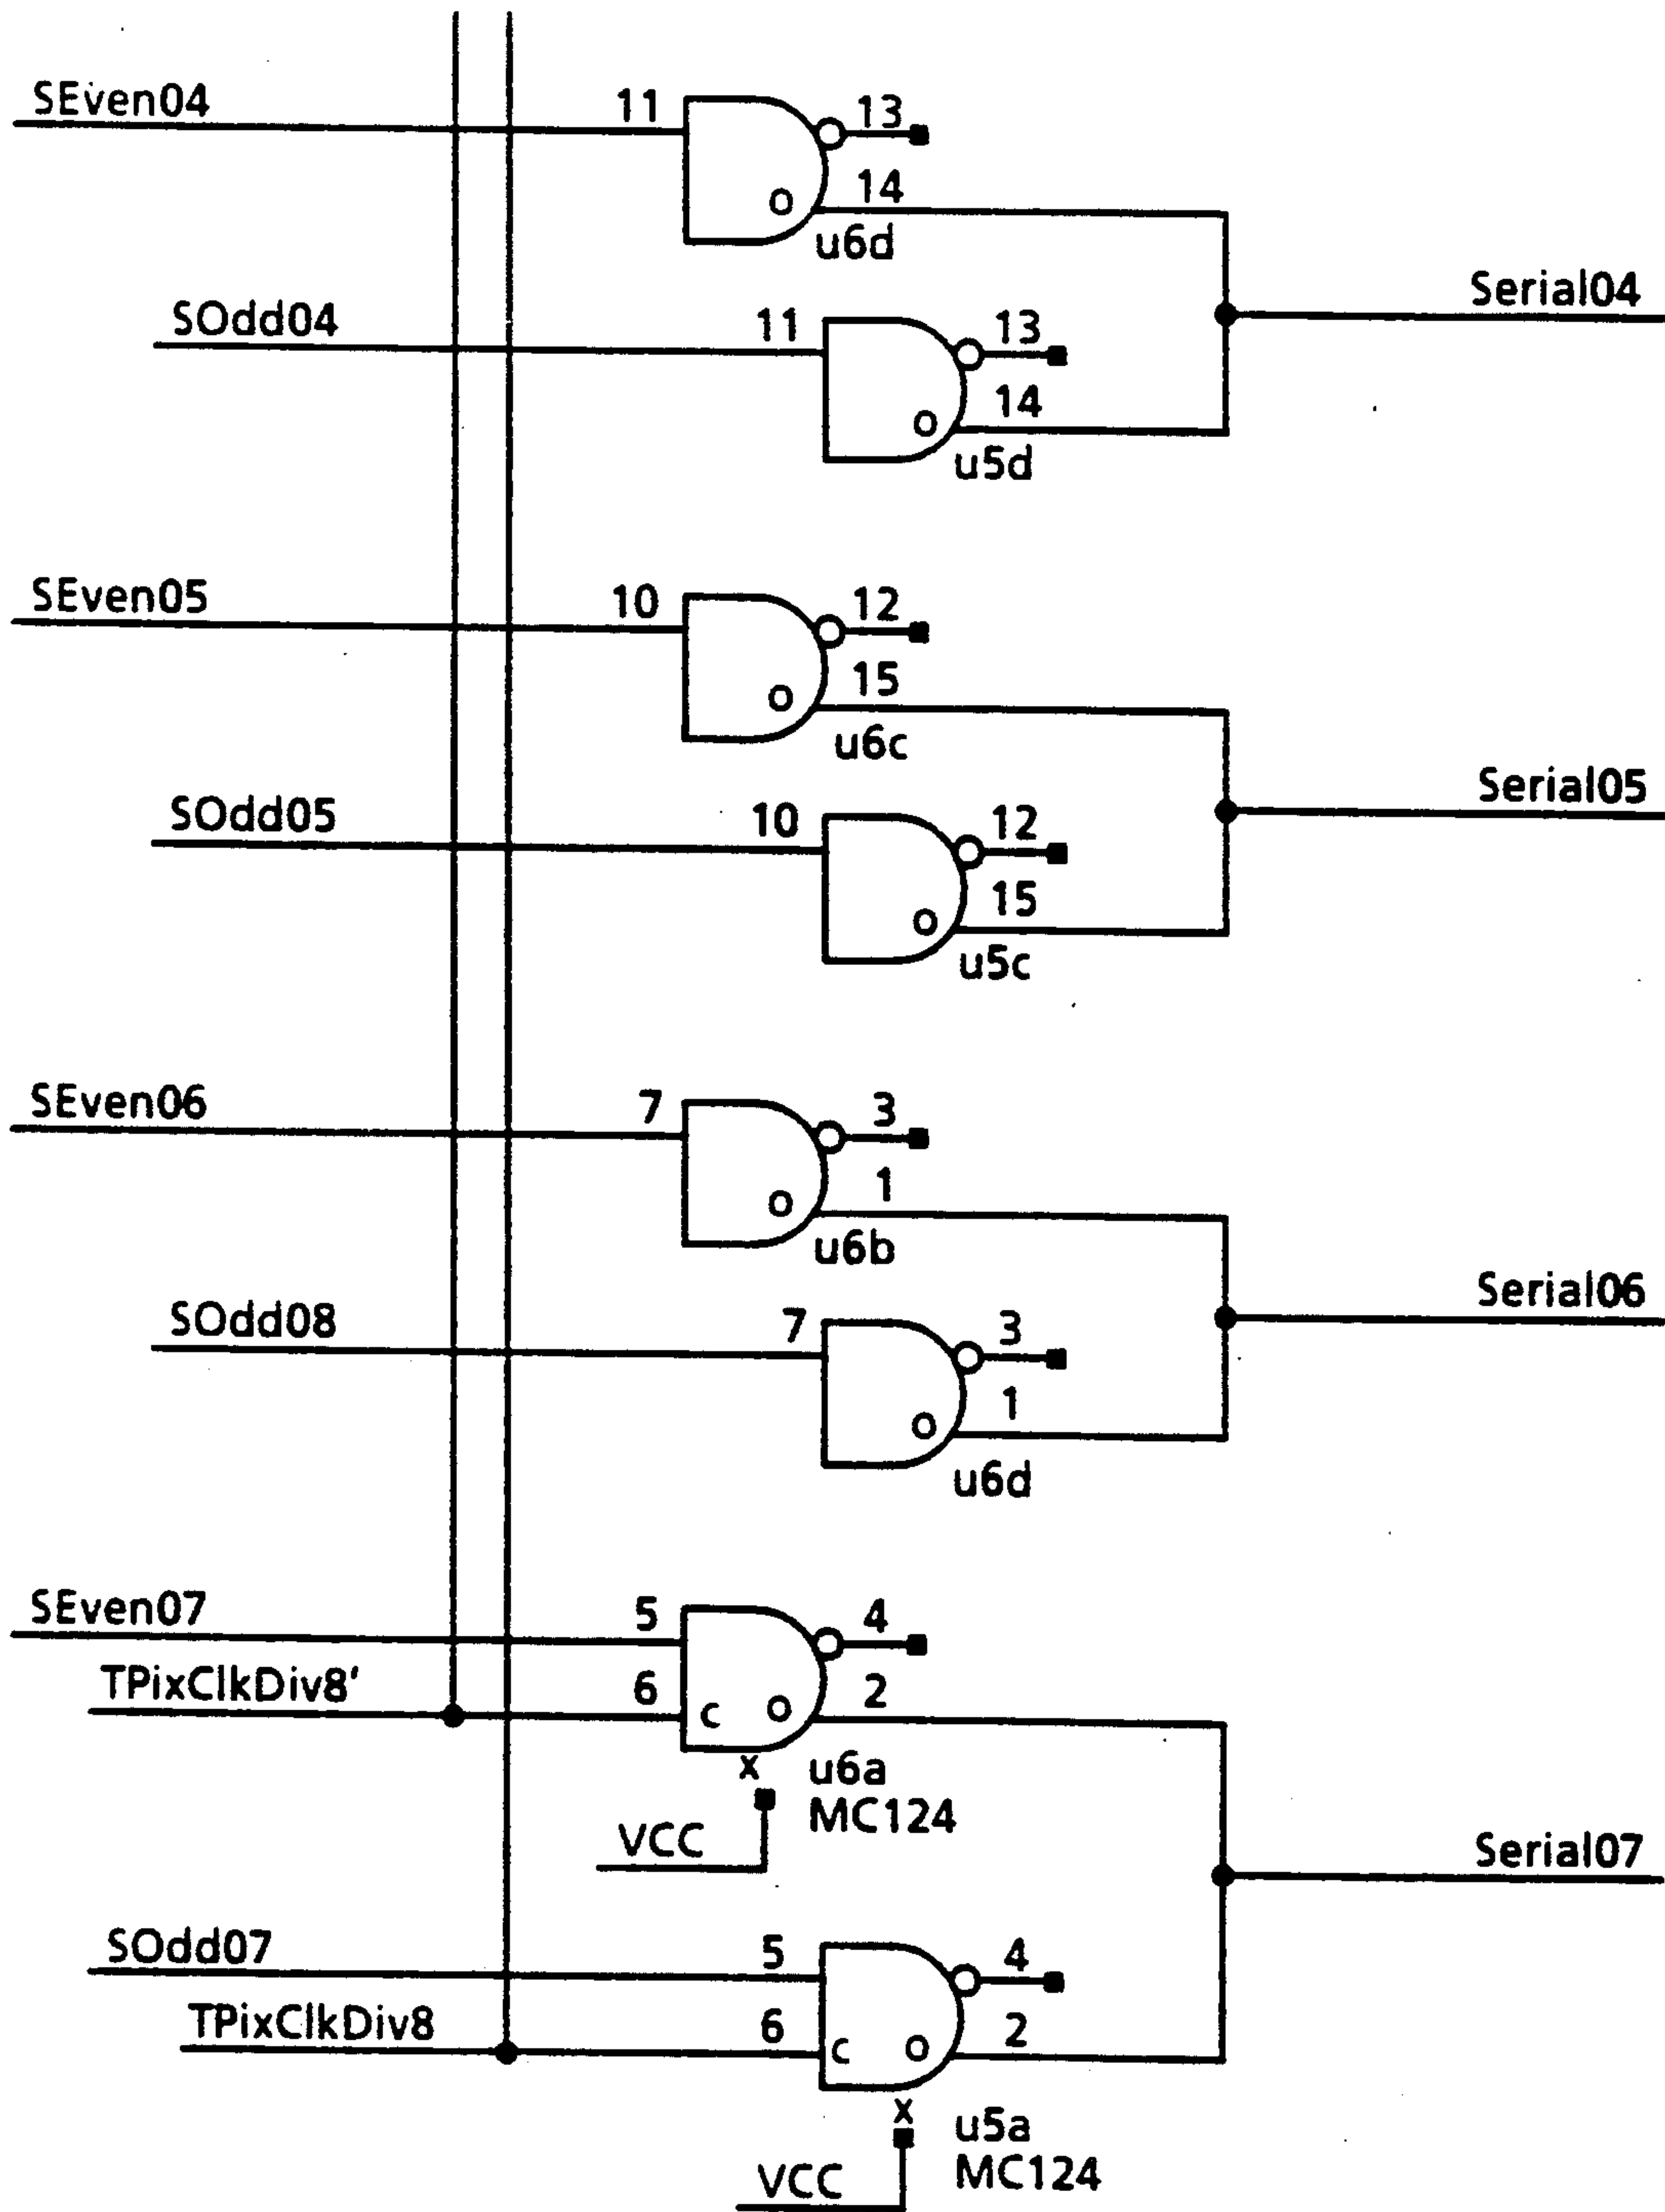 SEven04
11
13
O
14
u6d
SOdd04
11
13
O
14
u5d
Serial04
SEven05
10
12
O
15
u6c
SOdd05
10
12
O
15
u5c
Serial05
SEven06
7
3
O
1
u6b
SOdd08
7
3
O
1
u6d
Serial06
SEven07
5
4
TPixClkDiv8'
6
c
O
2
x
u6a
MC124
VCC
Serial07
SOdd07
5
4
TPixClkDiv8
6
c
O
2
x
u5a
MC124
VCC